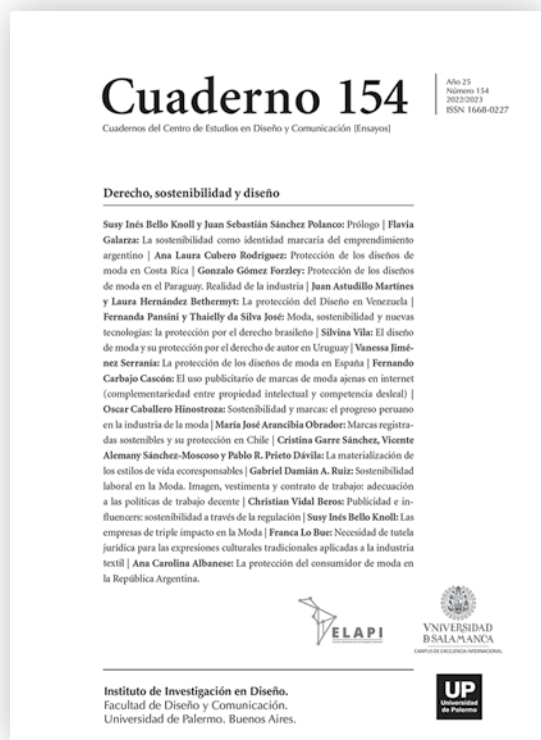 Cuaderno 154
Cuadernos del Centro de Estudios en Diseño y Comunicación [Ensayos]
Año 25
Número 154
2022/2023
ISSN 1668-0227
Derecho, sostenibilidad y diseño
Susy Inés Bello Knoll y Juan Sebastián Sánchez Polanco: Prólogo | Flavia
Galarza: La sostenibilidad como identidad marcaria del emprendimiento
argentino | Ana Laura Cubero Rodríguez: Protección de los diseños de
moda en Costa Rica | Gonzalo Gómez Forzley: Protección de los diseños
de moda en el Paraguay. Realidad de la industria | Juan Astudillo Martínes
y Laura Hernández Bethermyt: La protección del Diseño en Venezuela |
Fernanda Pansini y Thaielly da Silva José: Moda, sostenibilidad y nuevas
tecnologías: la protección por el derecho brasileño | Silvina Vila: El diseño
de moda y su protección por el derecho de autor en Uruguay | Vanessa Jimé-
nez Serranía: La protección de los diseños de moda en España | Fernando
Carbajo Cascón: El uso publicitario de marcas de moda ajenas en internet
(complementariedad entre propiedad intelectual y competencia desleal) |
Oscar Caballero Hinostroza: Sostenibilidad y marcas: el progreso peruano
en la industria de la moda | María José Arancibia Obrador: Marcas registra-
das sostenibles y su protección en Chile | Cristina Garre Sánchez, Vicente
Alemany Sánchez-Moscoso y Pablo R. Prieto Dávila: La materialización de
los estilos de vida ecoresponsables | Gabriel Damián A. Ruiz: Sostenibilidad
laboral en la Moda. Imagen, vestimenta y contrato de trabajo: adecuación
a las políticas de trabajo decente | Christian Vidal Beros: Publicidad e in-
fluencers: sostenibilidad a través de la regulación | Susy Inés Bello Knoll: Las
empresas de triple impacto en la Moda | Franca Lo Bue: Necesidad de tutela
jurídica para las expresiones culturales tradicionales aplicadas a la industria
textil | Ana Carolina Albanese: La protección del consumidor de moda en
la República Argentina.
ELAPI
VNIVERSIDAD
D SALAMANCA
CAMPUS DE EXCELENCIA INTERNACIONAL
Instituto de Investigación en Diseño.
Facultad de Diseño y Comunicación.
Universidad de Palermo. Buenos Aires.
UP
Universidad
de Palermo